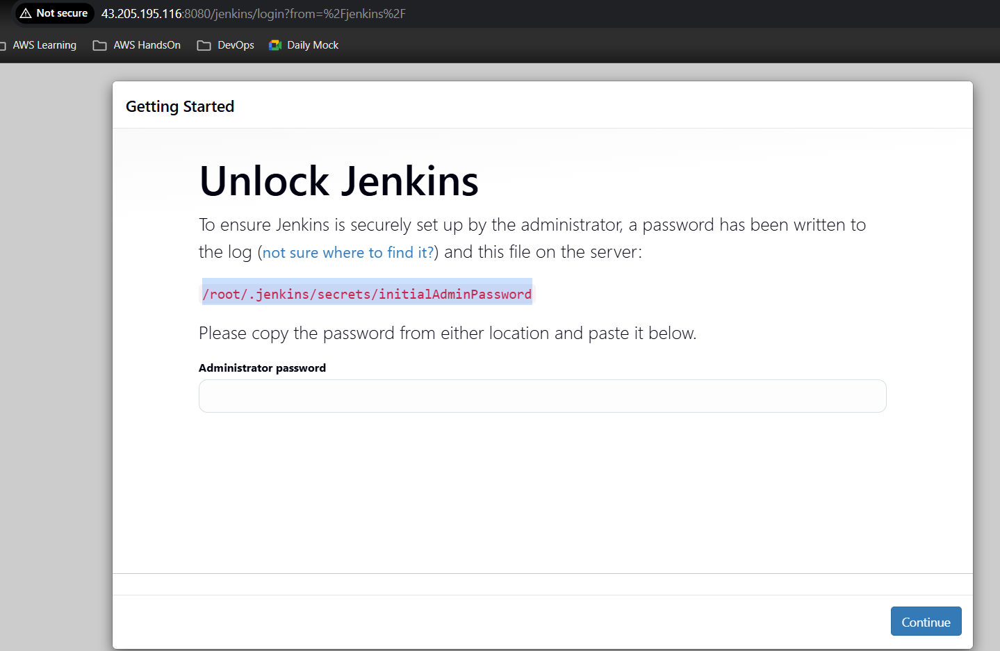 Not secure 43.205.195.116:8080/jenkins/login?from=%2Fjenkins%2F
AWS Learning AWS HandsOn DevOps Daily Mock
Getting Started
Unlock Jenkins
To ensure Jenkins is securely set up by the administrator, a password has been written to
the log (not sure where to find it?) and this file on the server:
/root/.jenkins/secrets/initialAdminPassword
Please copy the password from either location and paste it below.
Administrator password
Continue